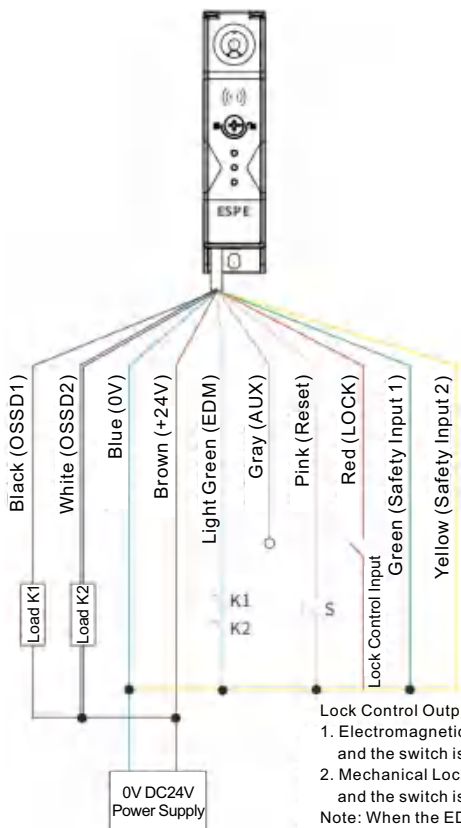 ESPE
Black (OSSD1)
White (OSSD2)
Blue (0V)
Brown (+24V)
Light Green (EDM)
Gray (AUX)
Pink (Reset)
Red (LOCK)
Green (Safety Input 1)
Yellow (Safety Input 2)
Load K1
Load K2
K1
K2
S
Lock Control Input
0V DC24V
Power Supply
Lock Control Outp
1. Electromagnetic
and the switch is
2. Mechanical Loc
and the switch is
Note: When the ED